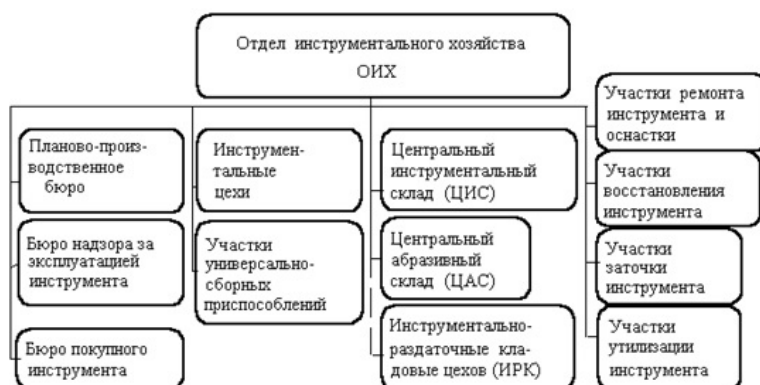 Отдел инструментального хозяйства
ОИХ
Планово-произ-
водственное
бюро
Бюро надзора за
эксплуатацией
инструмента
Бюро покупного
инструмента
Инструмен-
тальные
цехи
Участки
универсально-
сборных
приспособлений
Центральный
инструментальный
склад (ЦИС)
Центральный
абразивный
склад (ЦАС)
Инструментально-
раздаточные кла-
довые цехов (ИРК)
Участки ремонта
инструмента и
оснастки
Участки
восстановления
инструмента
Участки
заточки
инструмента
Участки
утилизации
инструмента